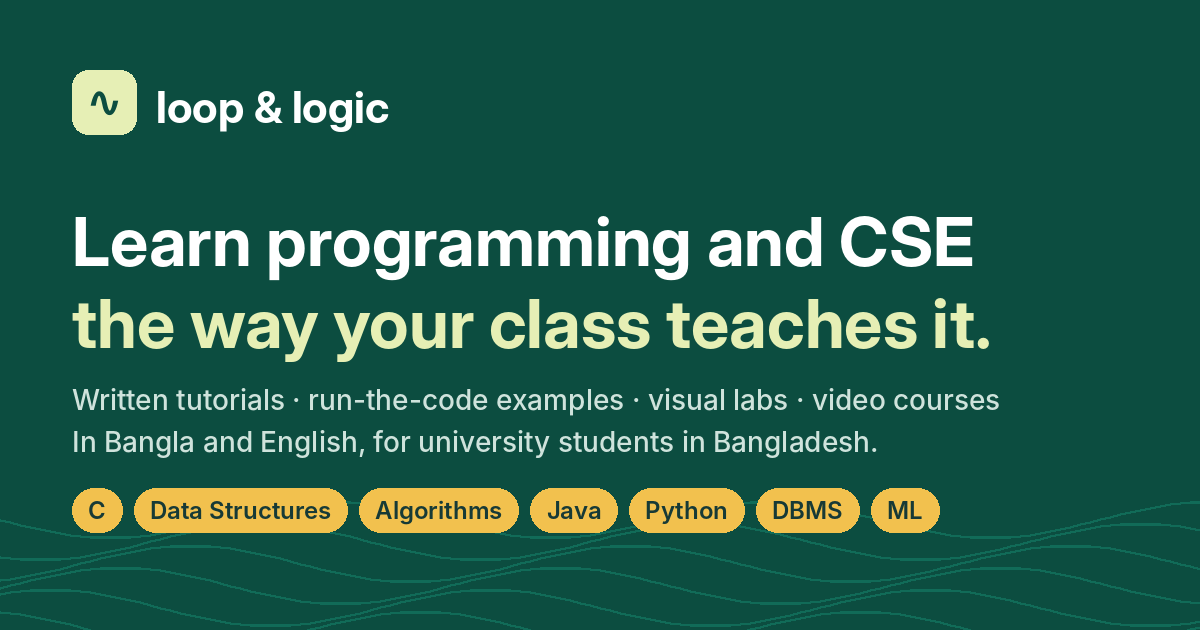 loop & logic
Learn programming and CSE
the way your class teaches it.
Written tutorials · run-the-code examples · visual labs · video courses
In Bangla and English, for university students in Bangladesh.
C Data Structures Algorithms Java Python DBMS ML